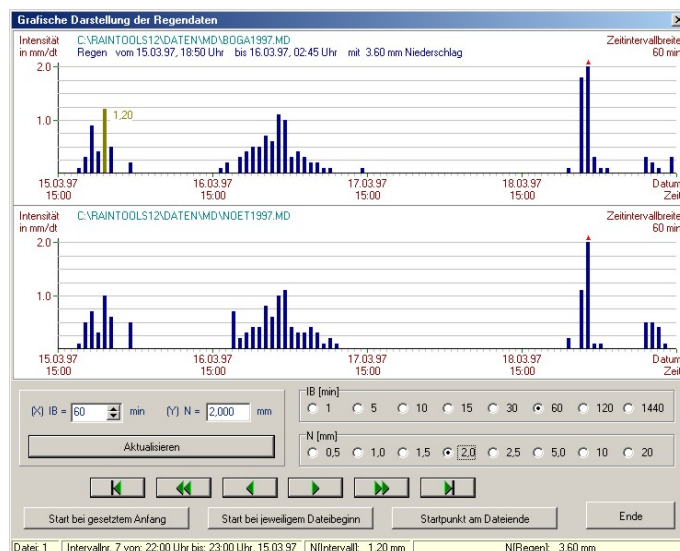 Grafische Darstellung der Regendaten
Intensität C:\RAINTOOLS12\DATEN\MD\BOGA1997.MD Zeitintervallbreite
in mm/dt Regen vom 15.03.97, 18:50 Uhr bis 16.03.97, 02:45 Uhr mit 3.60 mm Niederschlag 60 min
2.0
1,20
1.0
15.03.97 16.03.97 17.03.97 18.03.97 Datum
15:00 15:00 15:00 15:00 Zeit
Intensität C:\RAINTOOLS12\DATEN\MD\NOET1997.MD Zeitintervallbreite
in mm/dt 60 min
2.0
1.0
15.03.97 16.03.97 17.03.97 18.03.97 Datum
15:00 15:00 15:00 15:00 Zeit
(X) IB = 60 min (Y) N = 2,000 mm
Aktualisieren
IB [min]
1 5 10 15 30 60 120 1440
N [mm]
0,5 1,0 1,5 2,0 2,5 5,0 10 20
Start bei gesetztem Anfang Start bei jeweiligem Dateibeginn Startpunkt am Dateiende Ende
Datei: 1 Intervallnr. 7 von: 22:00 Uhr bis: 23:00 Uhr, 15.03.97 N[Intervall]: 1.20 mm N[Regen]: 3.60 mm